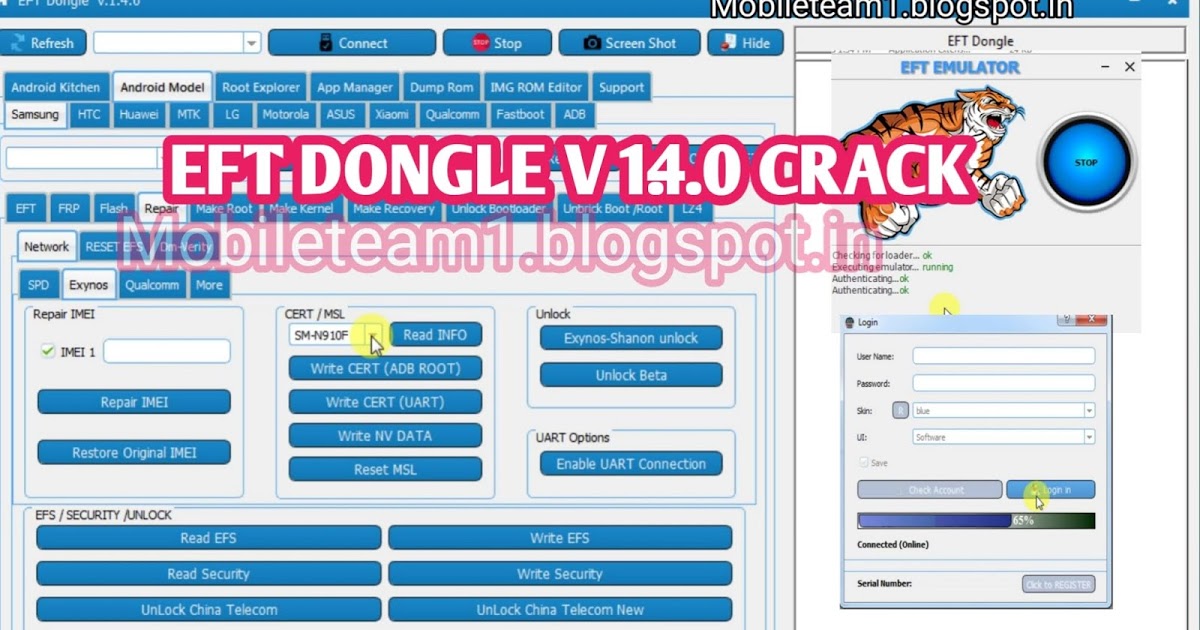 EFT Dongle v.1.4.0
Mobileteam1.blogspot.in
Refresh
Connect
STOP Stop
Screen Shot
Hide
EFT Dongle
Android Kitchen Android Model Root Explorer App Manager Dump Rom IMG ROM Editor Support
Samsung HTC Huawei MTK LG Motorola ASUS Xiaomi Qualcomm Fastboot ADB
EFT EMULATOR
STOP
EFT DONGLE V 1.4.0 CRACK
EFT FRP Flash Repair Make Root Make Kernel Make Recovery Unlock Bootloader Unbrick Boot /Root LZ4
Mobileteam1.blogspot.in
Network RESET EFS Dm-Verity
SPD Exynos Qualcomm More
Checking for loader... ok
Executing emulator... running
Authenticating...ok
Authenticating...ok
Repair IMEI
IMEI 1
Repair IMEI
Restore Original IMEI
CERT / MSL
SM-N910F
Read INFO
Write CERT (ADB ROOT)
Write CERT (UART)
Write NV DATA
Reset MSL
Unlock
Exynos-Shanon unlock
Unlock Beta
UART Options
Enable UART Connection
EFS / SECURITY /UNLOCK
Read EFS
Write EFS
Read Security
Write Security
UnLock China Telecom
UnLock China Telecom New
Login
User Name:
Password:
Skin: R blue
UI: Software
Save
Check Account
Login in
65%
Connected (Online)
Serial Number:
Click to REGISTER